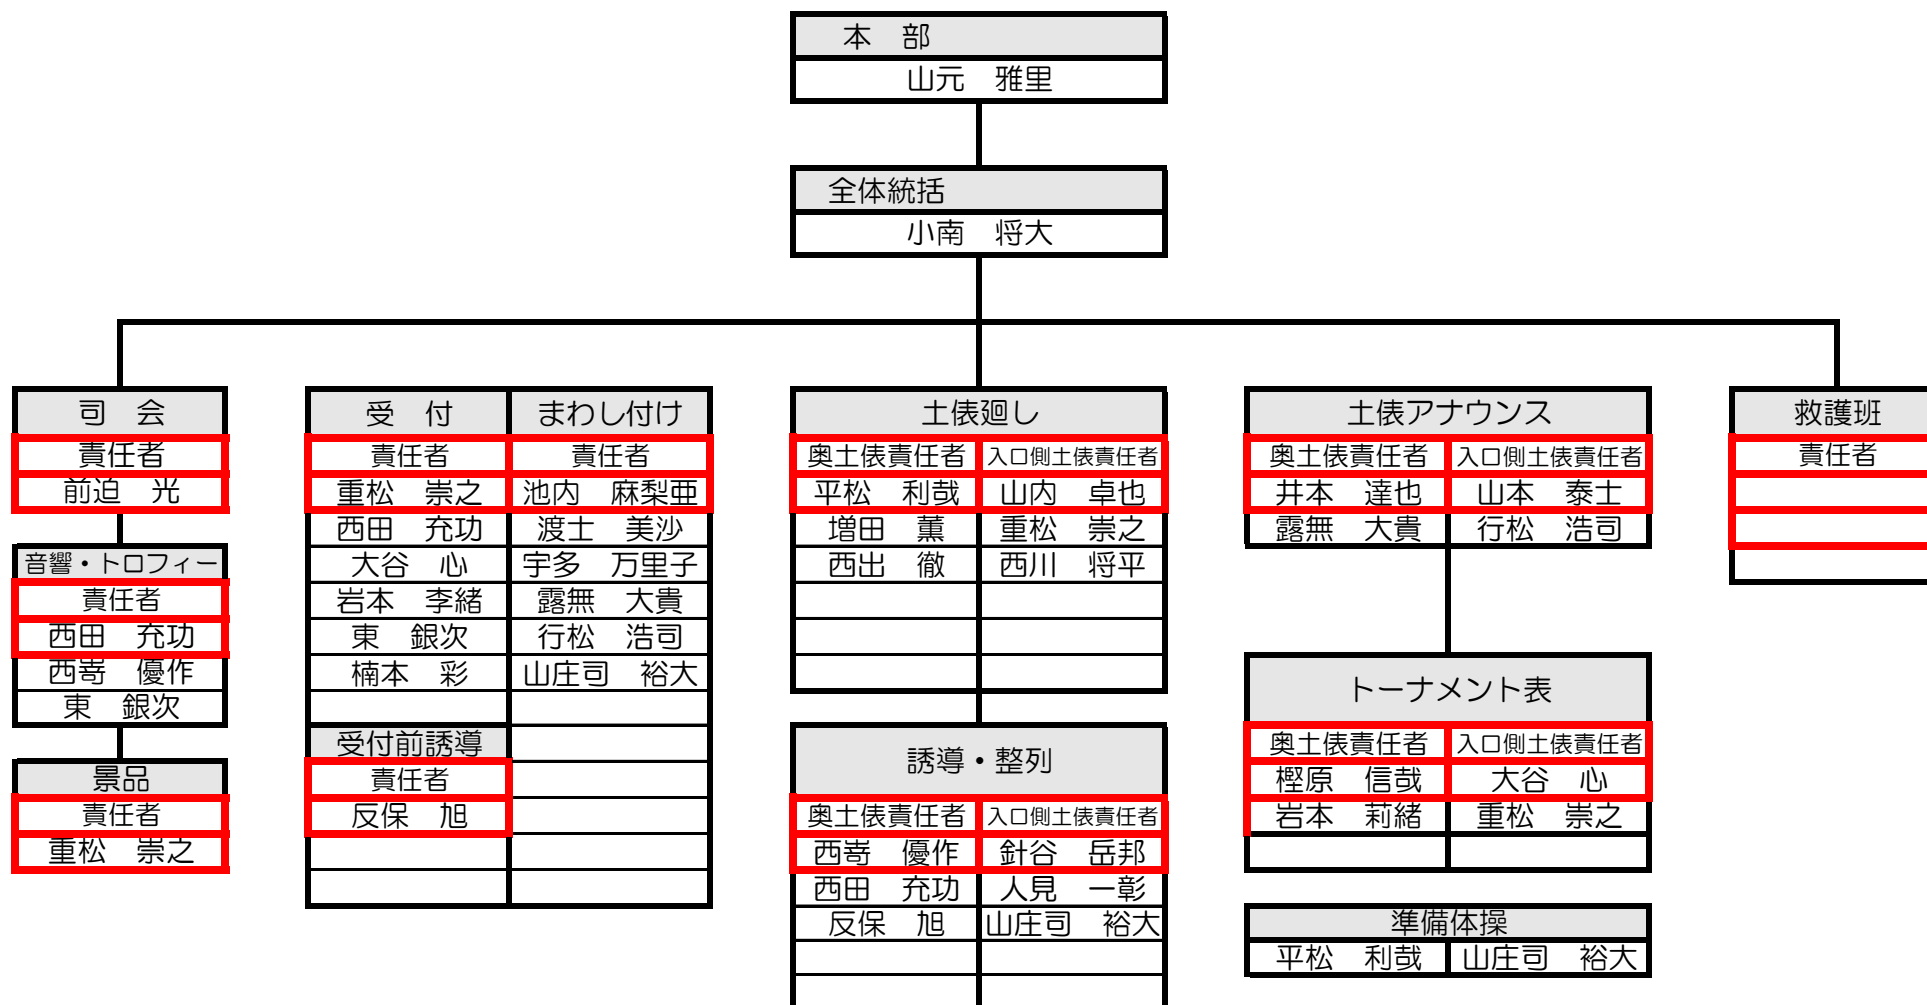 本　部
山元　雅里
全体統括
小南　将大
司　会
責任者
前迫　光
音響・トロフィー
責任者
西田　充功
西嵜　優作
東　銀次
景品
責任者
重松　崇之
受　付　まわし付け
責任者　責任者
重松　崇之　池内　麻梨亜
西田　充功　渡士　美沙
大谷　心　宇多　万里子
岩本　李緒　露無　大貴
東　銀次　行松　浩司
楠本　彩　山庄司　裕大
受付前誘導
責任者
反保　旭
土俵廻し
奥土俵責任者　入口側土俵責任者
平松　利哉　山内　卓也
増田　薫　重松　崇之
西出　徹　西川　将平
誘導・整列
奥土俵責任者　入口側土俵責任者
西嵜　優作　針谷　岳邦
西田　充功　人見　一彰
反保　旭　山庄司　裕大
土俵アナウンス
奥土俵責任者　入口側土俵責任者
井本　達也　山本　泰士
露無　大貴　行松　浩司
トーナメント表
奥土俵責任者　入口側土俵責任者
樫原　信哉　大谷　心
岩本　莉緒　重松　崇之
準備体操
平松　利哉　山庄司　裕大
救護班
責任者